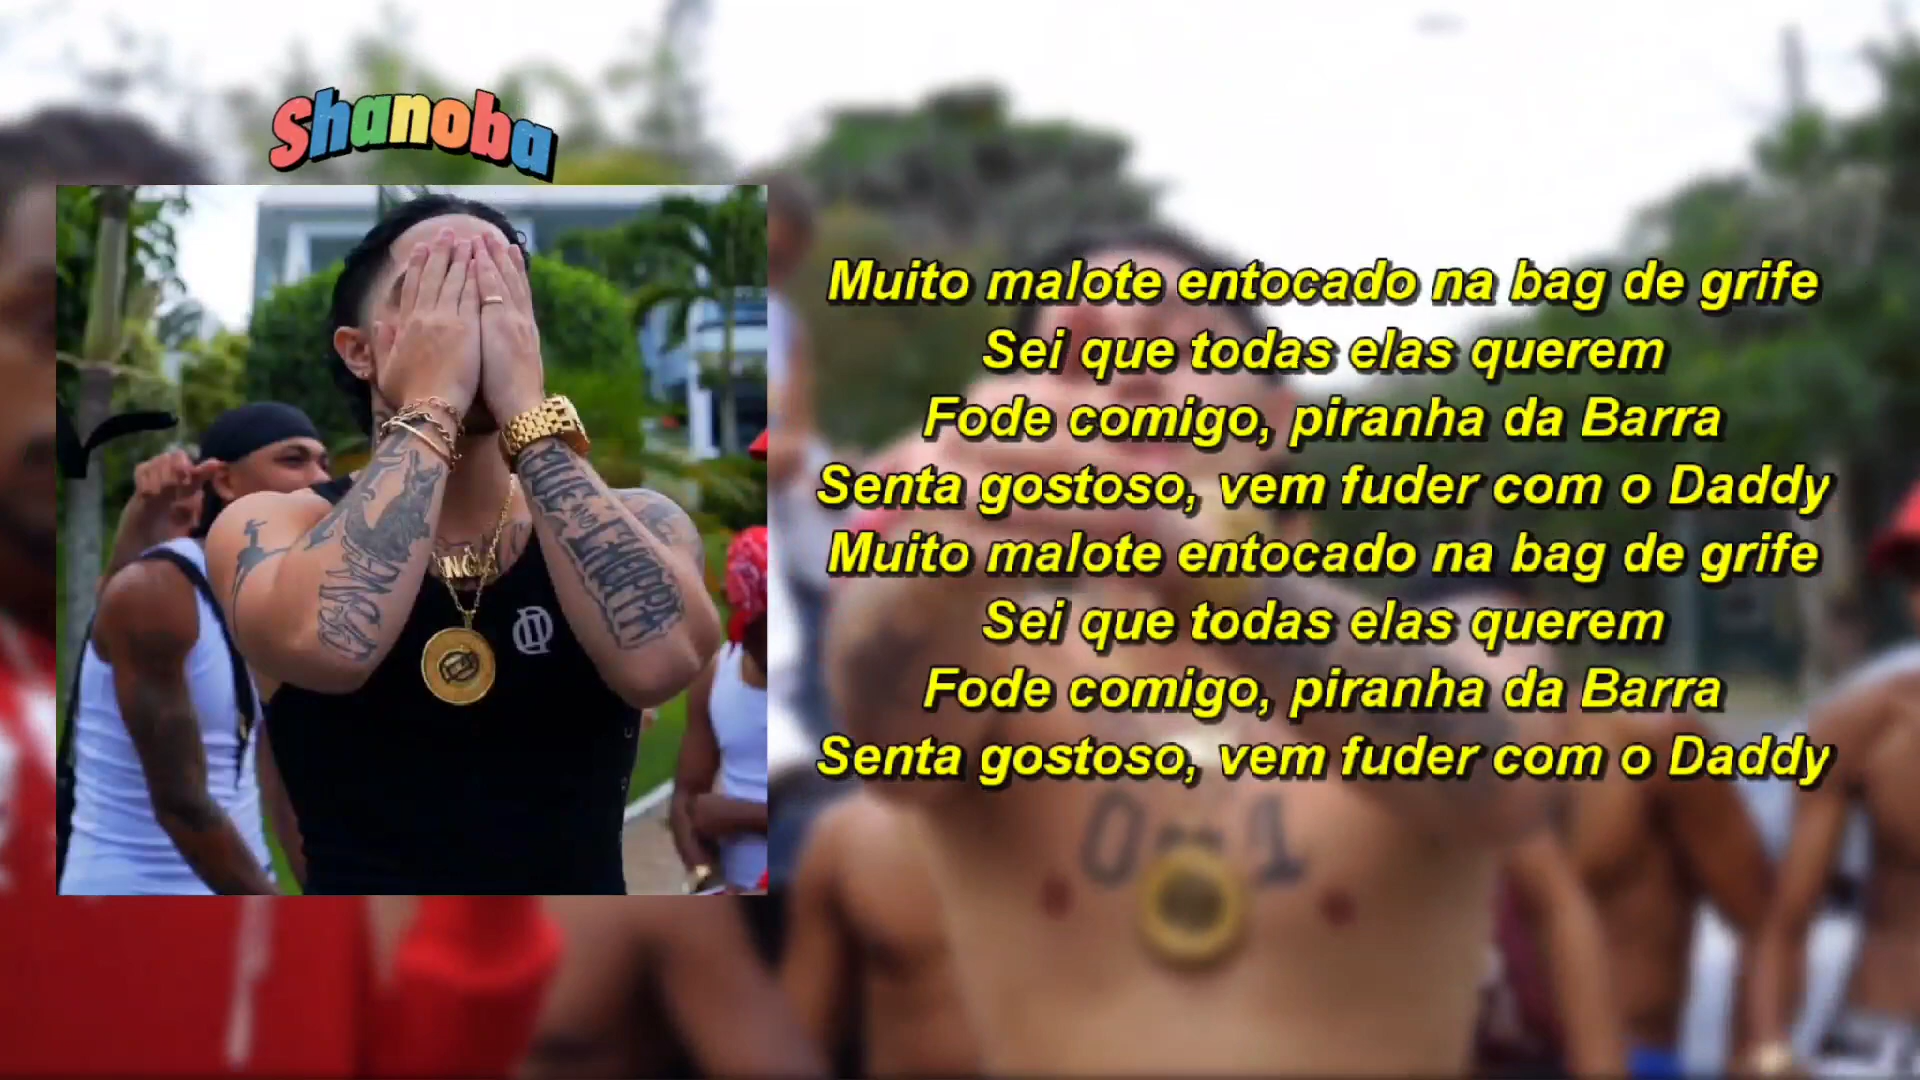 Shanoba
Muito malote entocado na bag de grife
Sei que todas elas querem
Fode comigo, piranha da Barra
Senta gostoso, vem fuder com o Daddy
Muito malote entocado na bag de grife
Sei que todas elas querem
Fode comigo, piranha da Barra
Senta gostoso, vem fuder com o Daddy